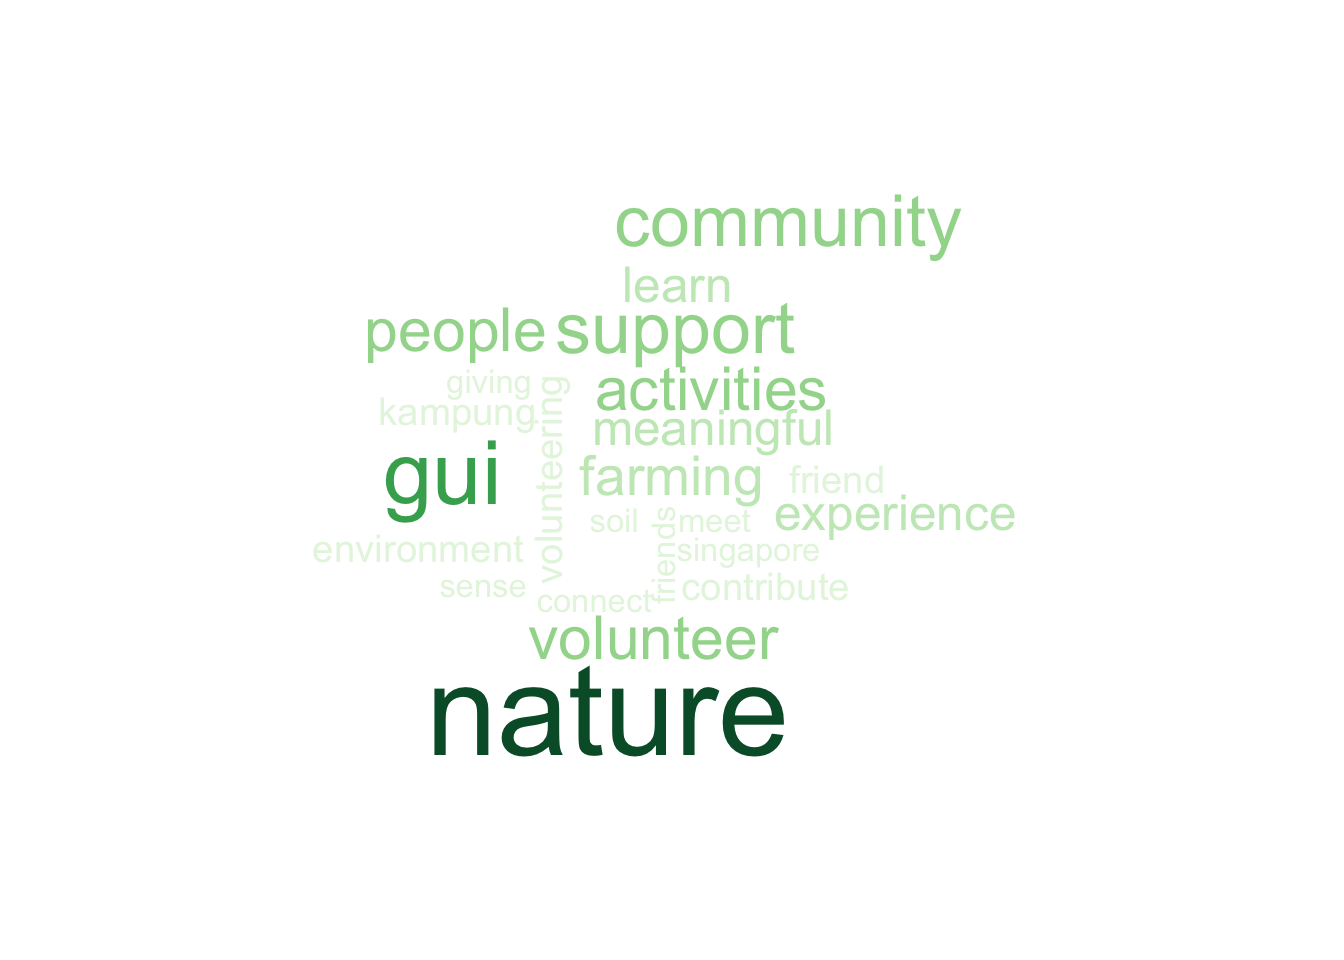 community
learn
people support
giving
activities
kampung
volunteering
meaningful
gui
farming
friend
experience
soil
friends
meet
environment
singapore
sense
contribute
connect
volunteer
nature